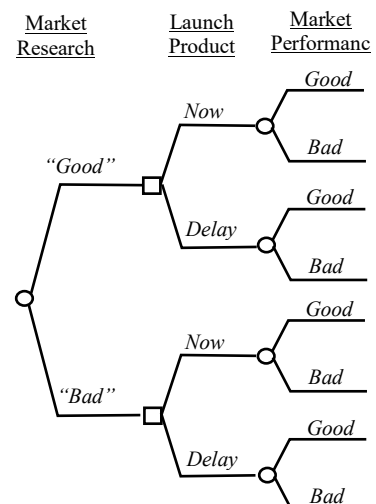 Market Launch Market
Research Product Performanc
Good
Now
Bad
“Good”
Good
Delay
Bad
Good
Now
Bad
“Bad”
Good
Delay
Bad